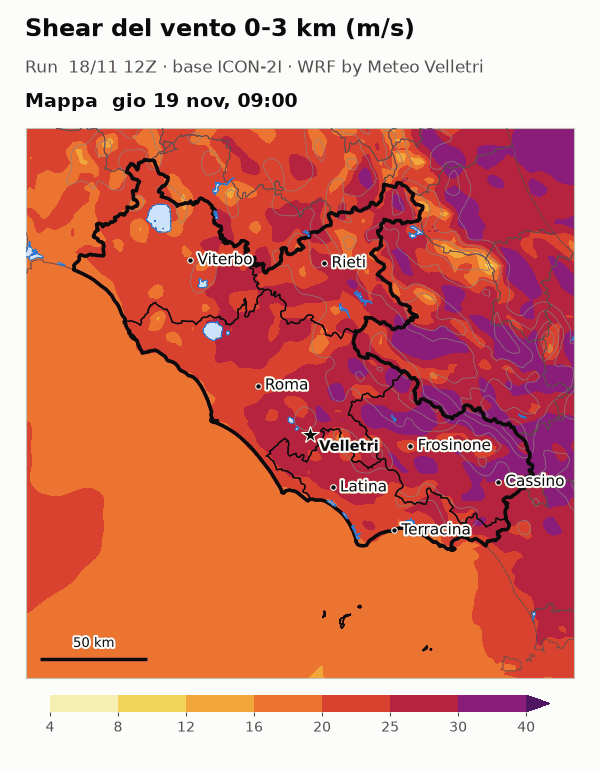 Shear del vento 0-3 km (m/s)
Run  18/11 12Z · base ICON-2I · WRF by Meteo Velletri
Mappa  gio 19 nov, 09:00
Viterbo
Rieti
Roma
Velletri
Frosinone
Cassino
Latina
Terracina
50 km
4 8 12 16 20 25 30 40